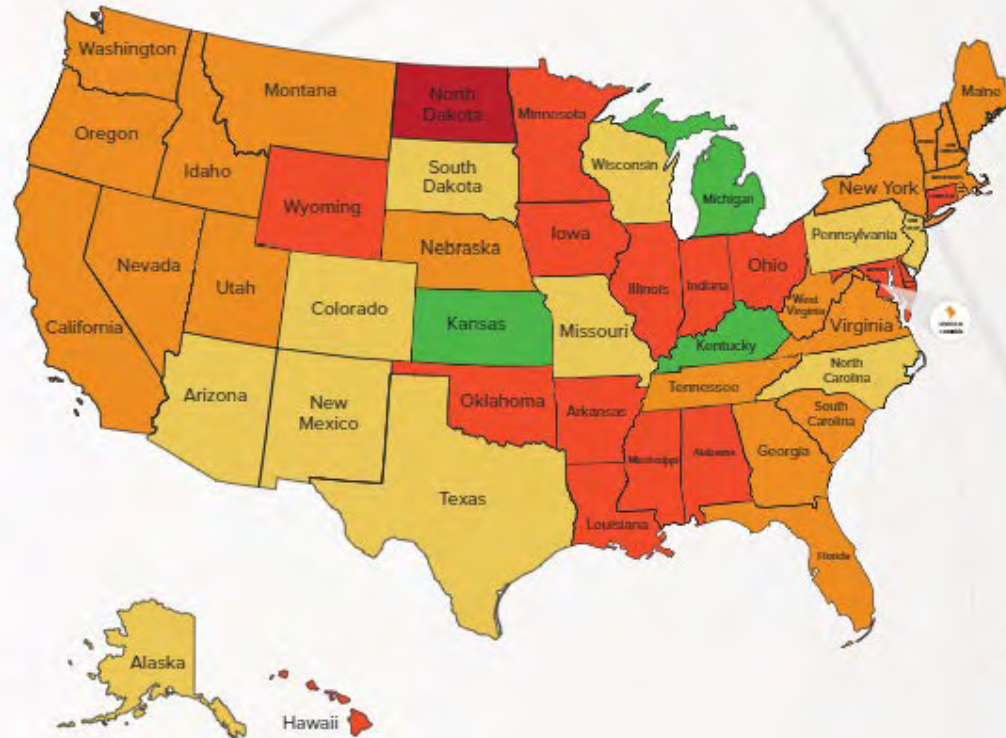 Washington
Montana
North
Dakota
Minnesota
Maine
Oregon
Idaho
South
Dakota
Wisconsin
Michigan
New York
Wyoming
Iowa
Pennsylvania
Nebraska
Nevada
Utah
Illinois
Indiana
Ohio
Colorado
West
Virginia
California
Kansas
Missouri
Kentucky
Virginia
North
Carolina
Tennessee
Arizona
New
Mexico
Oklahoma
Arkansas
South
Carolina
Mississippi
Alabama
Georgia
Texas
Louisiana
Florida
Alaska
Hawaii